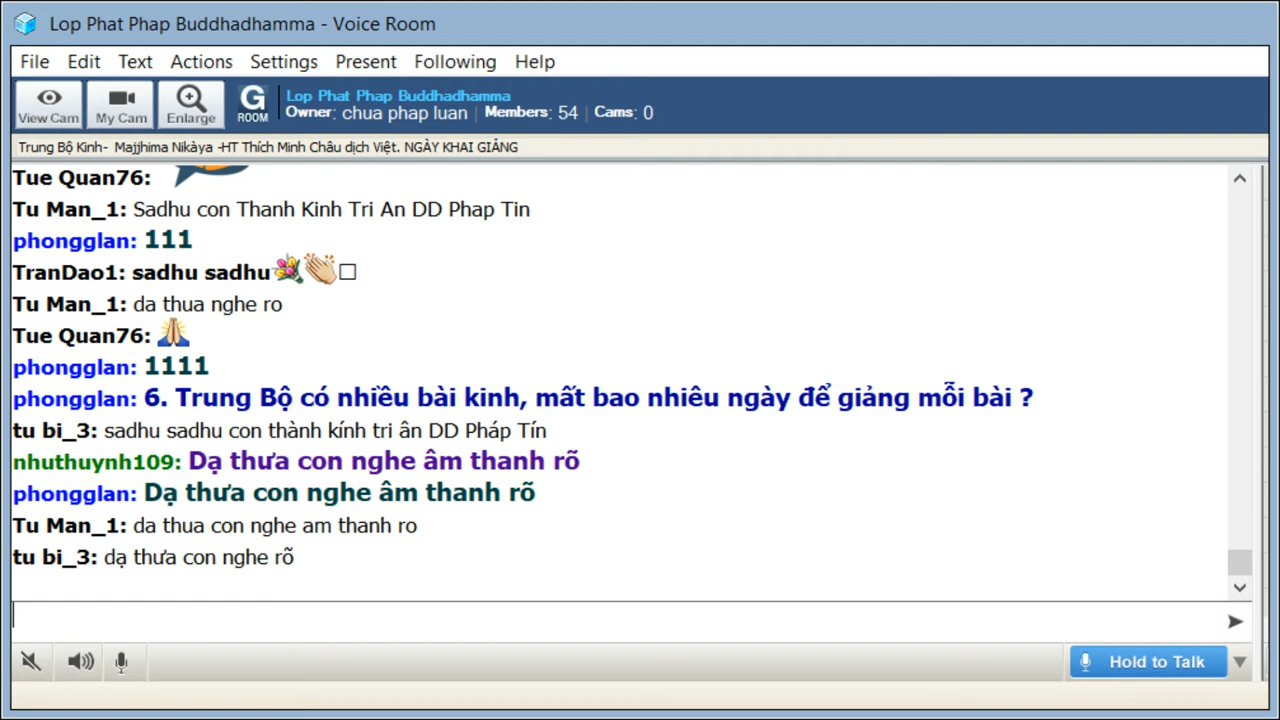 Lop Phat Phap Buddhadhamma - Voice Room
File Edit Text Actions Settings Present Following Help
View Cam My Cam Enlarge G ROOM
Lop Phat Phap Buddhadhamma
Owner: chua phap luan | Members: 54 | Cams: 0
Trung Bộ Kinh- Majjhima Nikàya -HT Thích Minh Châu dịch Việt. NGÀY KHAI GIẢNG
Tue Quan76:
Tu Man_1: Sadhu con Thanh Kinh Tri An DD Phap Tin
phongglan: 111
TranDao1: sadhu sadhu
Tu Man_1: da thua nghe ro
Tue Quan76:
phongglan: 1111
phongglan: 6. Trung Bộ có nhiều bài kinh, mất bao nhiêu ngày để giảng mỗi bài ?
tu bi_3: sadhu sadhu con thành kính tri ân DD Pháp Tín
nhuthuynh109: Dạ thưa con nghe âm thanh rõ
phongglan: Dạ thưa con nghe âm thanh rõ
Tu Man_1: da thua con nghe am thanh ro
tu bi_3: dạ thưa con nghe rõ
Hold to Talk